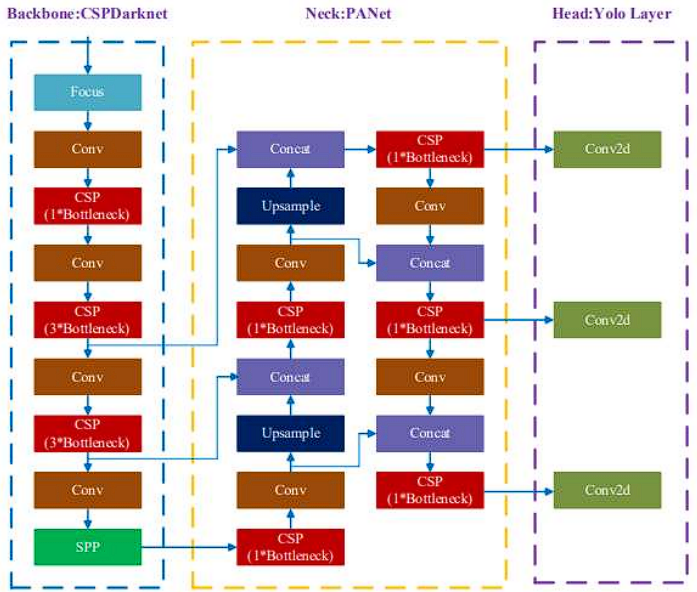 Backbone:CSPDarknet
Neck:PANet
Head:Yolo Layer
Focus
Conv
CSP
(1*Bottleneck)
Conv
CSP
(3*Bottleneck)
Conv
CSP
(3*Bottleneck)
Conv
SPP
Concat
Upsample
Conv
CSP
(1*Bottleneck)
Concat
Upsample
Conv
CSP
(1*Bottleneck)
CSP
(1*Bottleneck)
Conv
Concat
CSP
(1*Bottleneck)
Conv
Concat
CSP
(1*Bottleneck)
Conv2d
Conv2d
Conv2d